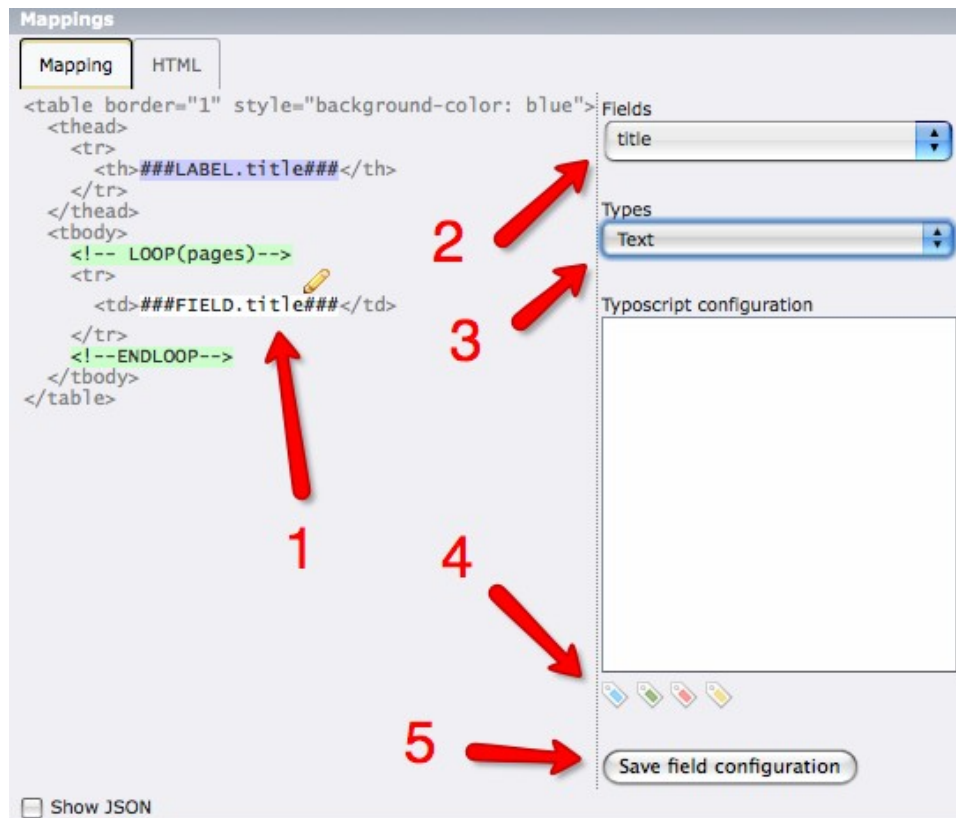 Mappings
Mapping
HTML
<table border="1" style="background-color: blue">
<thead>
<tr>
<th>###LABEL.title###</th>
</tr>
</thead>
<tbody>
<!-- LOOP(pages)-->
<tr>
<td>###FIELD.title###</td>
</tr>
<!--ENDLOOP-->
</tbody>
</table>
1
Fields
title
2
Types
Text
3
Typoscript configuration
4
5
Save field configuration
Show JSON